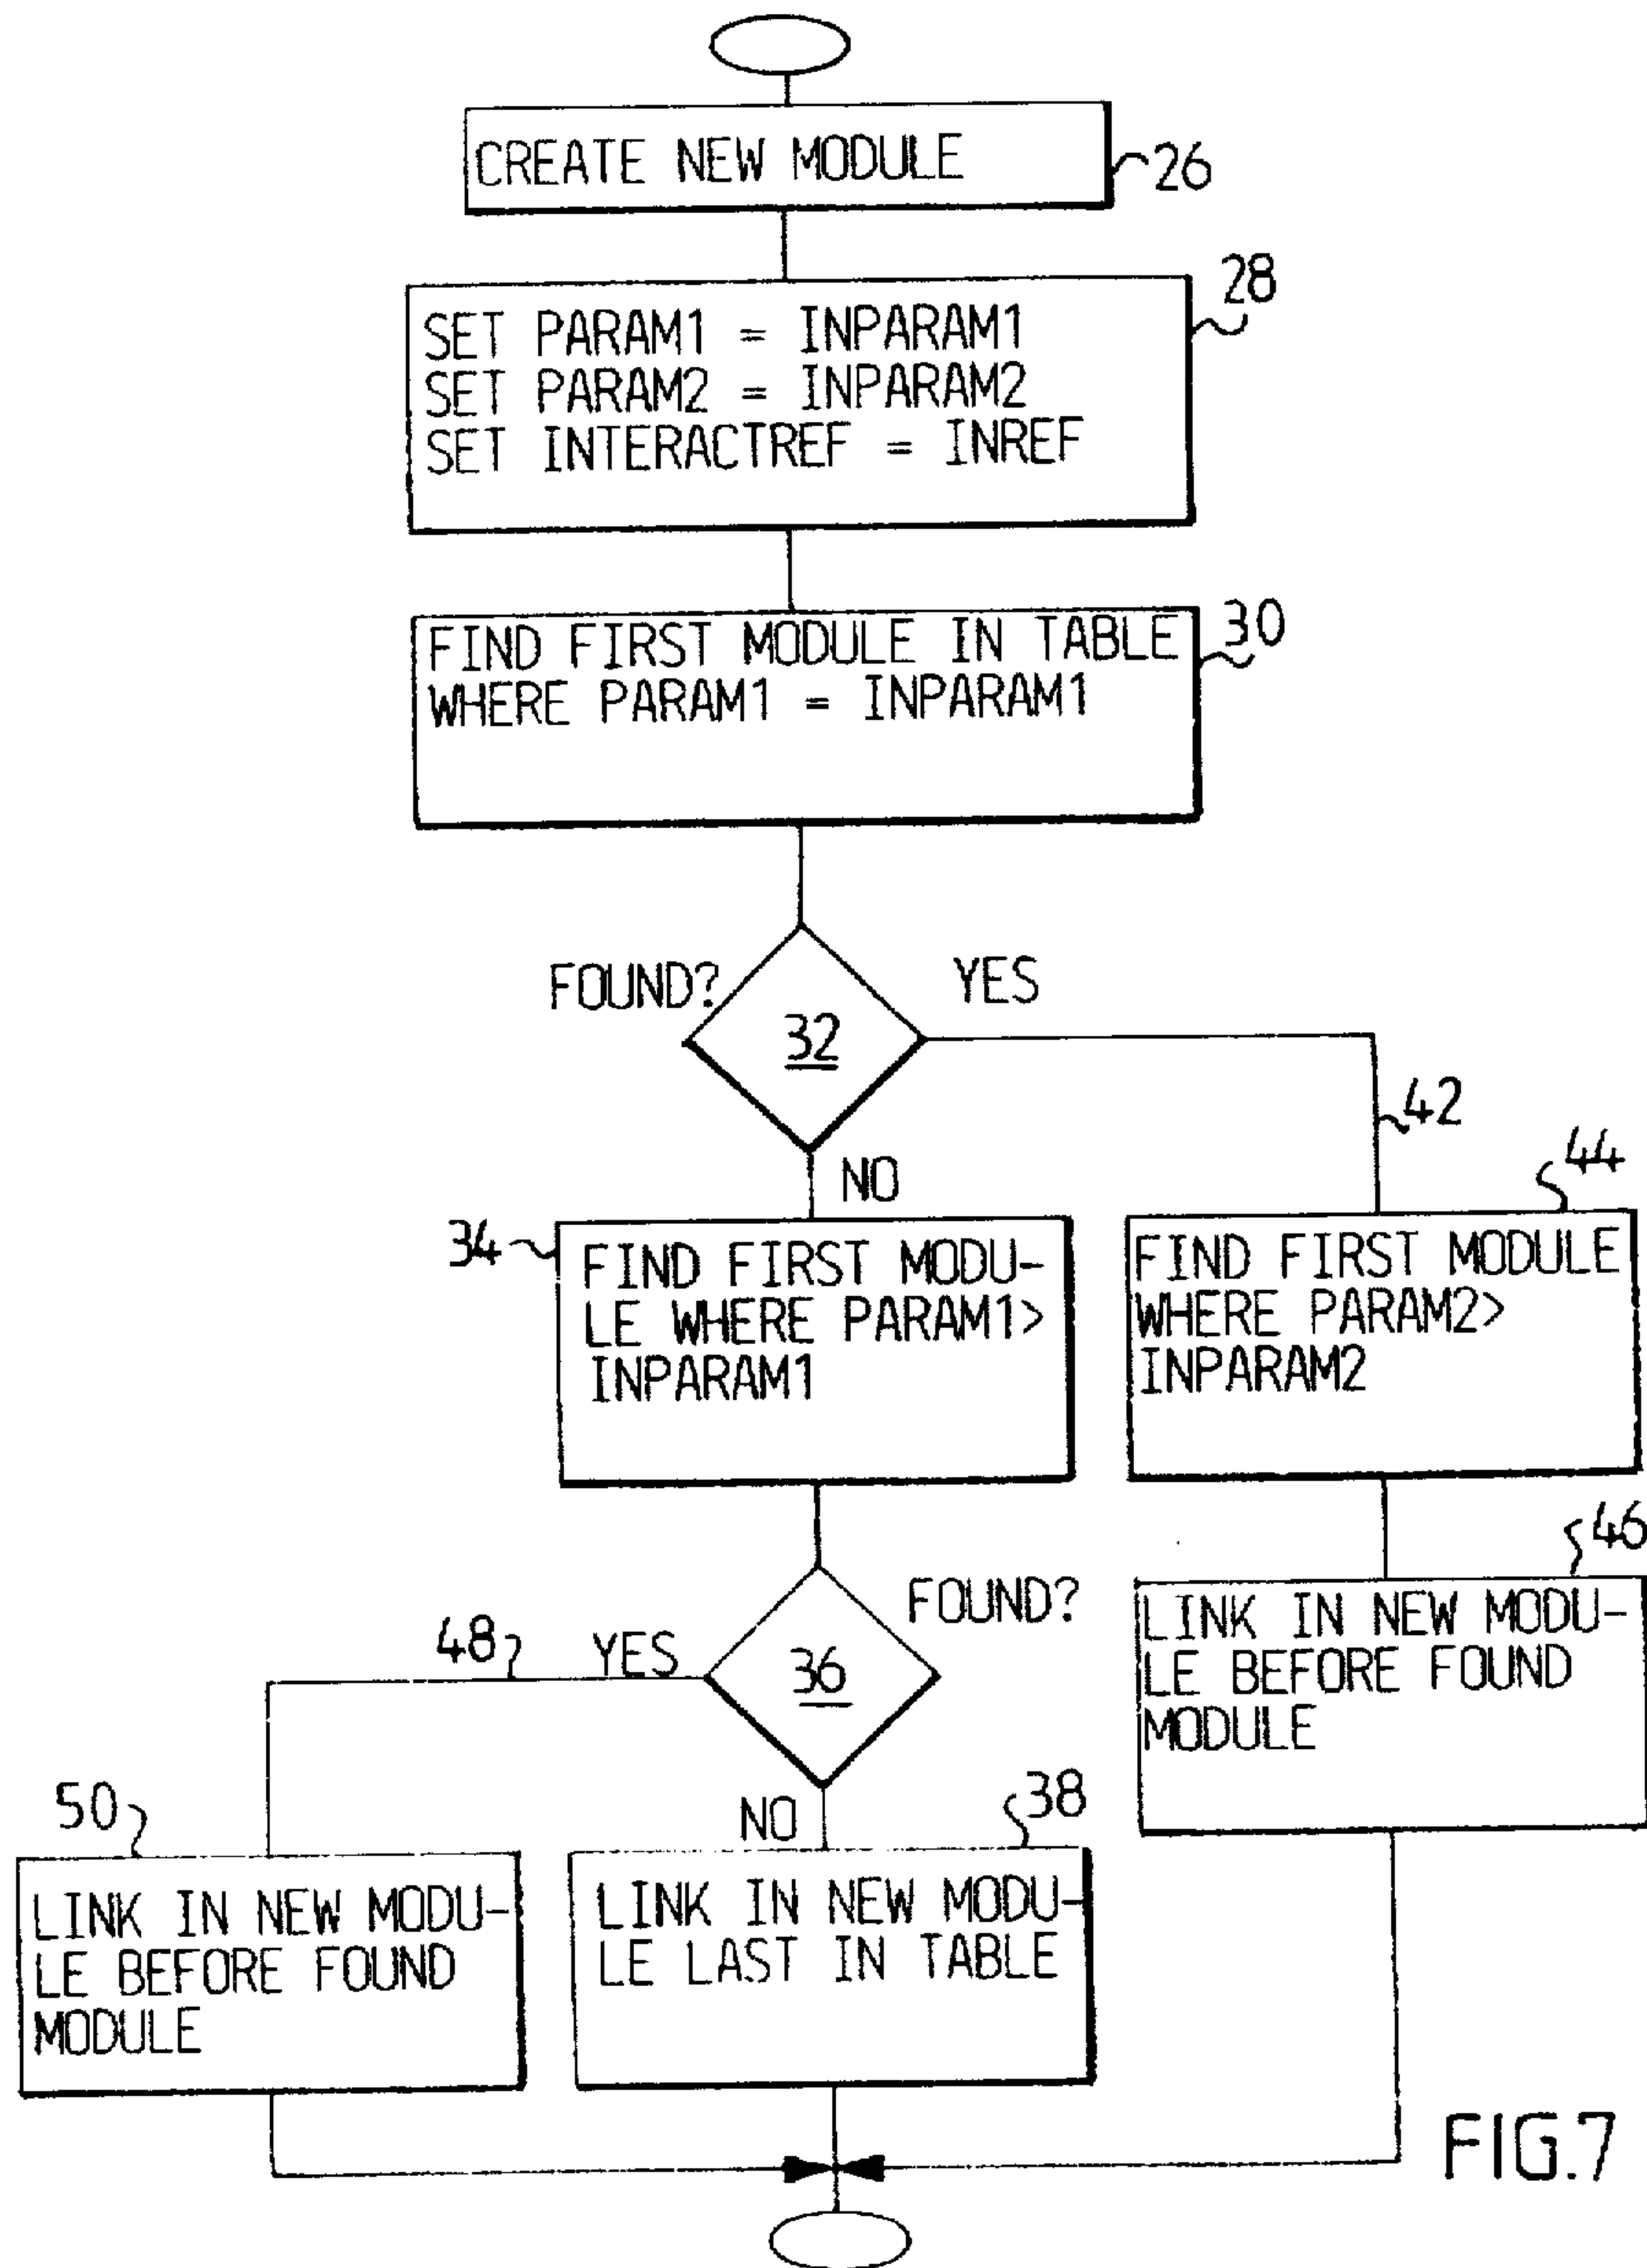 CREATE NEW MODULE
26
28
SET PARAM1 = INPARAM1
SET PARAM2 = INPARAM2
SET INTERACTREF = INREF
30
FIND FIRST MODULE IN TABLE
WHERE PARAM1 = INPARAM1
FOUND?
YES
32
42
NO
44
34
FIND FIRST MODU-
LE WHERE PARAM1>
INPARAM1
FIND FIRST MODULE
WHERE PARAM2>
INPARAM2
46
FOUND?
48
YES
36
LINK IN NEW MODU-
LE BEFORE FOUND
MODULE
50
NO
38
LINK IN NEW MODU-
LE BEFORE FOUND
MODULE
LINK IN NEW MODU-
LE LAST IN TABLE
FIG.7